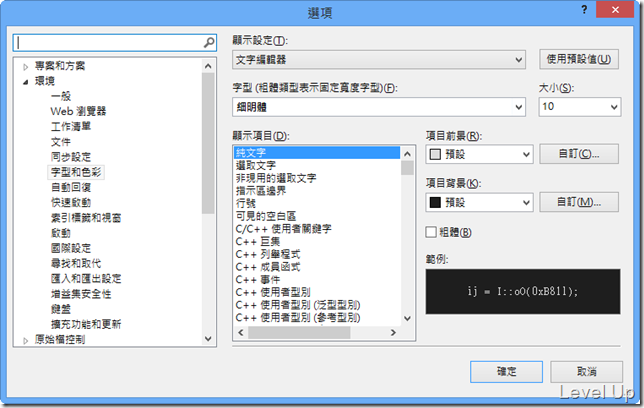 選項
?
專案和方案
環境
一般
Web 瀏覽器
工作清單
文件
同步設定
字型和色彩
自動回復
快速啟動
索引標籤和視窗
啟動
國際設定
尋找和取代
匯入和匯出設定
增益集安全性
鍵盤
擴充功能和更新
原始檔控制
顯示設定(T):
文字編輯器
使用預設值(U)
字型 (粗體類型表示固定寬度字型)(F):
大小(S):
細明體
10
顯示項目(D):
純文字
選取文字
非現用的選取文字
指示區邊界
行號
可見的空白區
C/C++ 使用者關鍵字
C++ 巨集
C++ 列舉程式
C++ 成員函式
C++ 事件
C++ 使用者型別
C++ 使用者型別 (泛型型別)
C++ 使用者型別 (參考型別)
項目前景(R):
預設
自訂(C)...
項目背景(K):
預設
自訂(M)...
粗體(B)
範例:
ij = I::oO(0xB81l);
確定
取消
Level Up